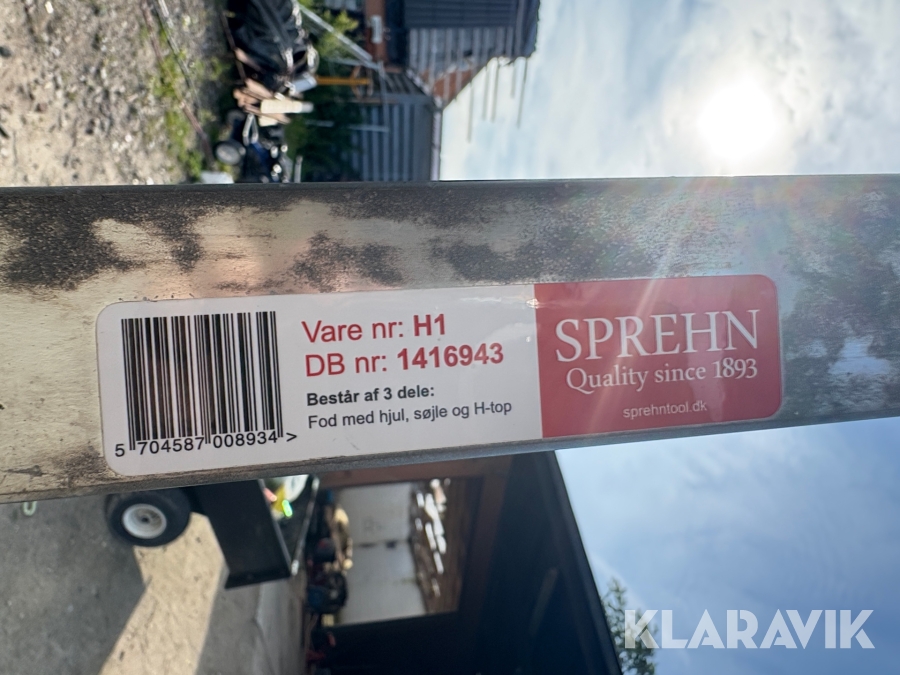 Vare nr: H1
DB nr: 1416943
Består af 3 dele:
Fod med hjul, søjle og H-top
5 704587 008934 >
SPREHN
Quality since 1893
sprehntool.dk
KLARAVIK